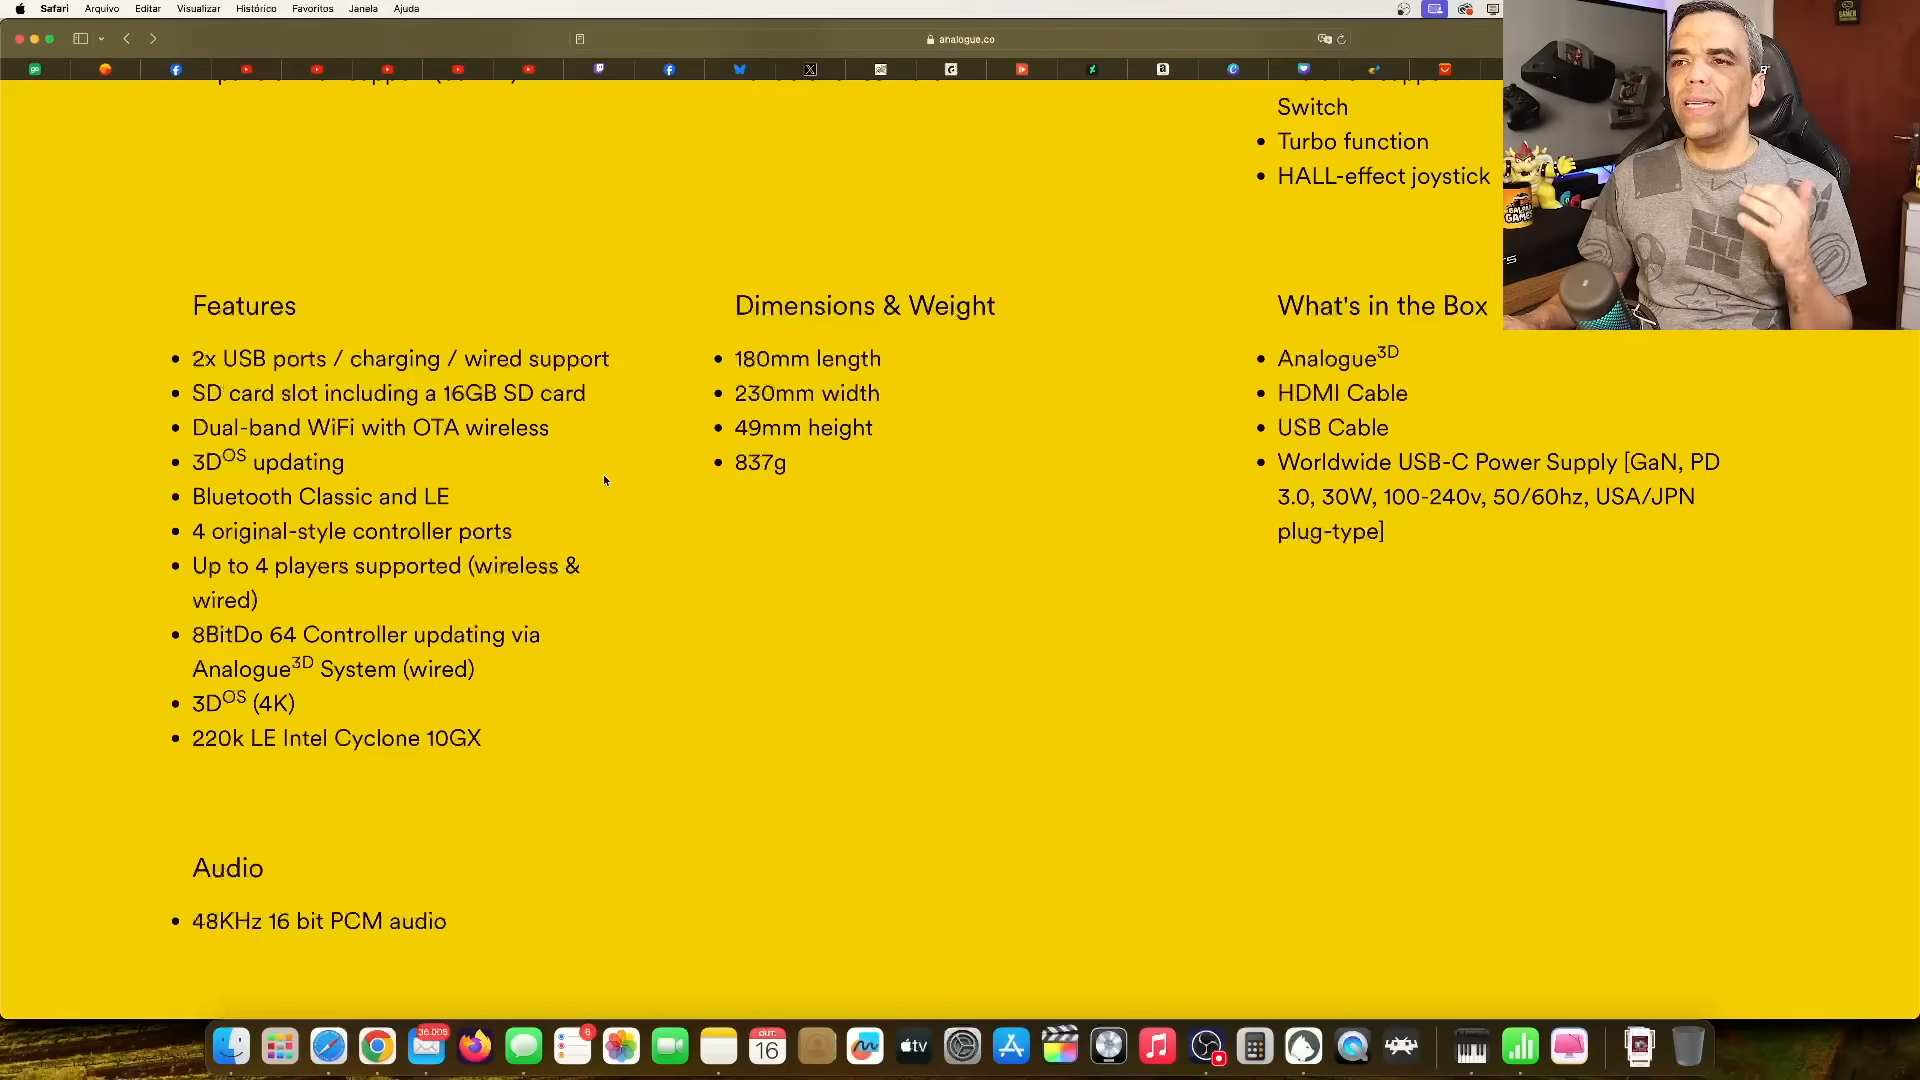 Safari Arquivo Editar Visualizar Histórico Favoritos Janela Ajuda
analogue.co
Switch
• Turbo function
• HALL-effect joystick
Features
• 2x USB ports / charging / wired support
• SD card slot including a 16GB SD card
• Dual-band WiFi with OTA wireless
• 3DOS updating
• Bluetooth Classic and LE
• 4 original-style controller ports
• Up to 4 players supported (wireless &
wired)
• 8BitDo 64 Controller updating via
Analogue3D System (wired)
• 3DOS (4K)
• 220k LE Intel Cyclone 10GX
Dimensions & Weight
• 180mm length
• 230mm width
• 49mm height
• 837g
What's in the Box
• Analogue3D
• HDMI Cable
• USB Cable
• Worldwide USB-C Power Supply [GaN, PD
3.0, 30W, 100-240v, 50/60hz, USA/JPN
plug-type]
Audio
• 48KHz 16 bit PCM audio
36.006
6
OUT.
16
tv